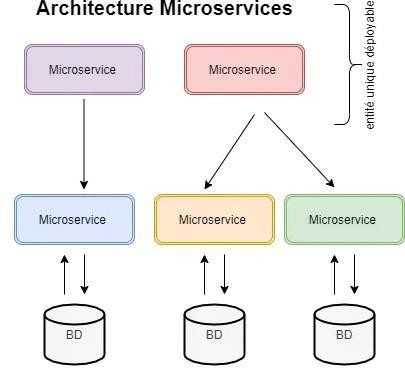 Architecture Microservices
entité unique déployable
Microservice
Microservice
Microservice
Microservice
Microservice
BD
BD
BD